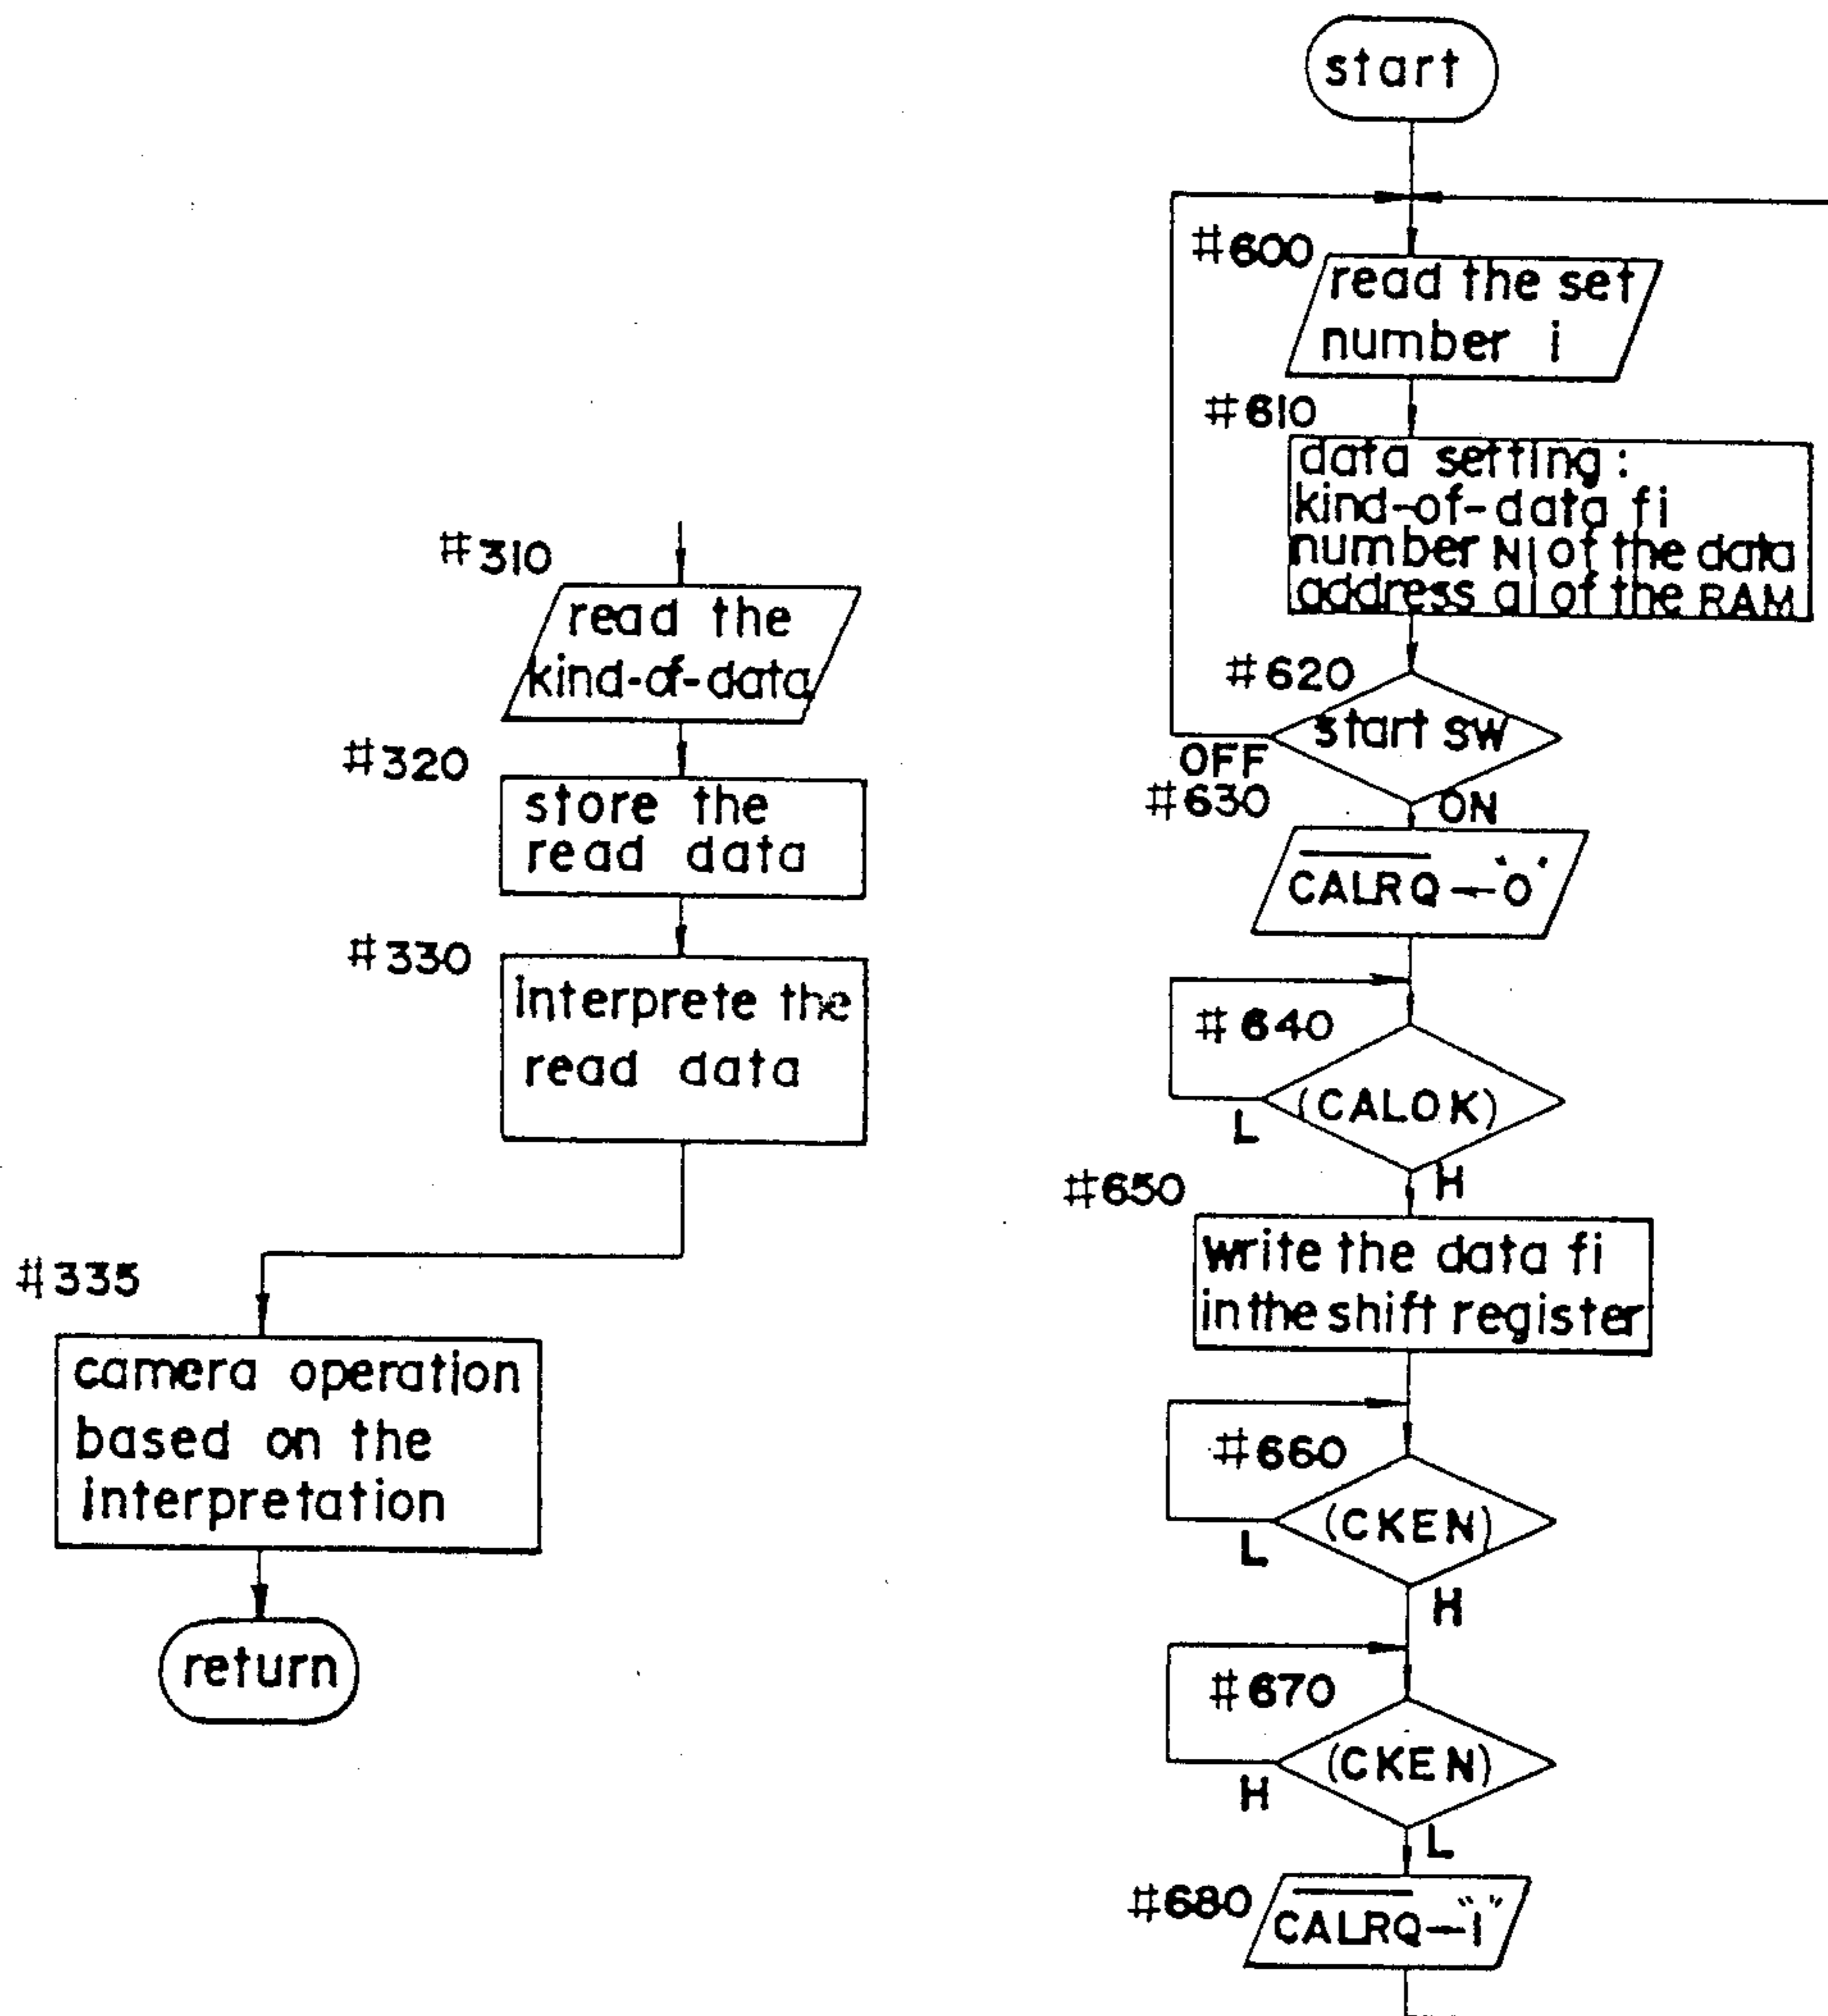 #310
read the
kind-of-data
#320
store the
read data
#330
interprete the
read data
#335
camera operation
based on the
interpretation
return
start
#600
read the set
number i
#610
data setting:
kind-of-data fi
number Ni of the data
address ai of the RAM
#620
start SW
OFF
ON
#630
C̅A̅L̅R̅Q̅ ← "0"
#640
(CALOK)
L
H
#650
write the data fi
in the shift register
#660
(CKEN)
L
H
#670
(CKEN)
H
L
#680
C̅A̅L̅R̅Q̅ ← "1"